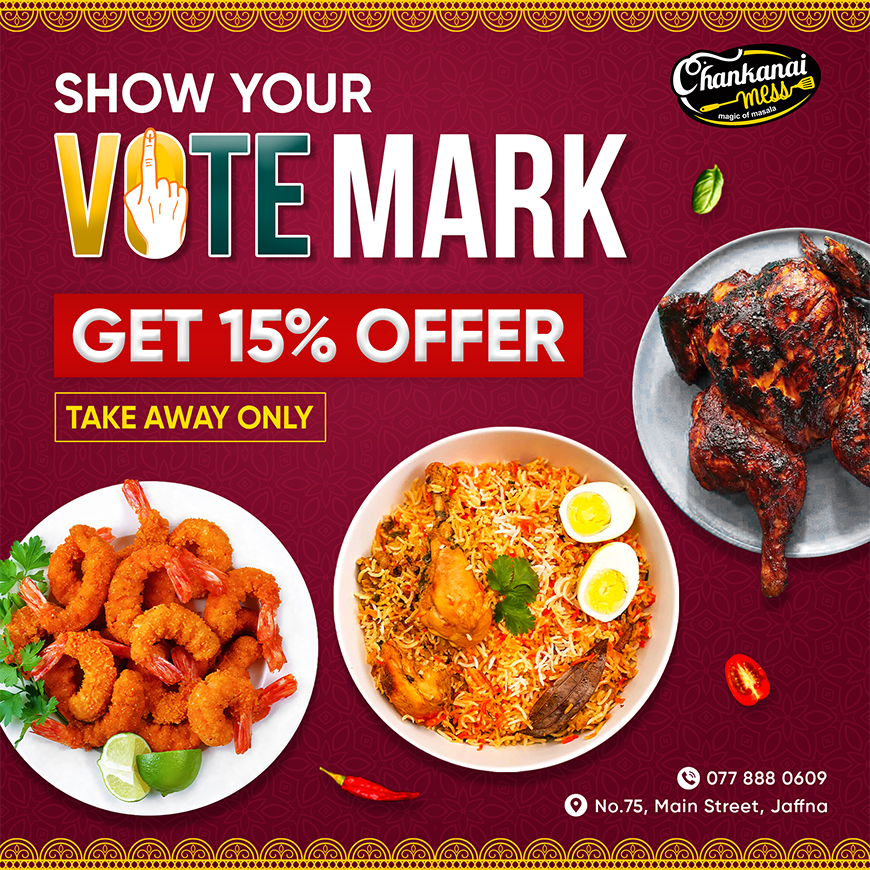 Chankanai
mess
magic of masala
SHOW YOUR
VOTE MARK
GET 15% OFFER
TAKE AWAY ONLY
077 888 0609
No.75, Main Street, Jaffna